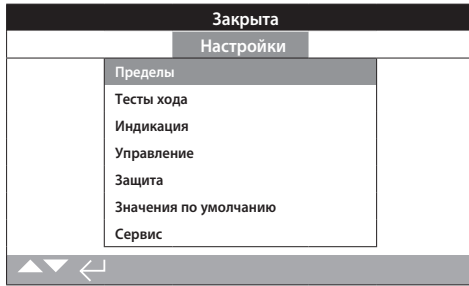 Закрыта
Настройки
Пределы
Тесты хода
Индикация
Управление
Защита
Значения по умолчанию
Сервис